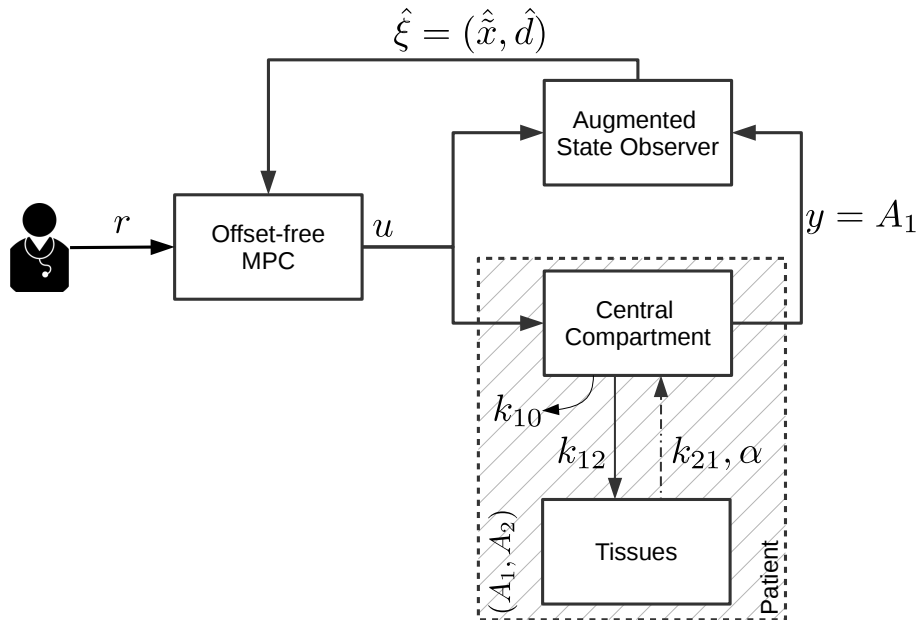 ξ̂ = (x̃̂, d̂)
Augmented
State Observer
r
Offset-free
MPC
u
y = A₁
Central
Compartment
k₁₀
k₁₂
k₂₁, α
(A₁, A₂)
Tissues
Patient